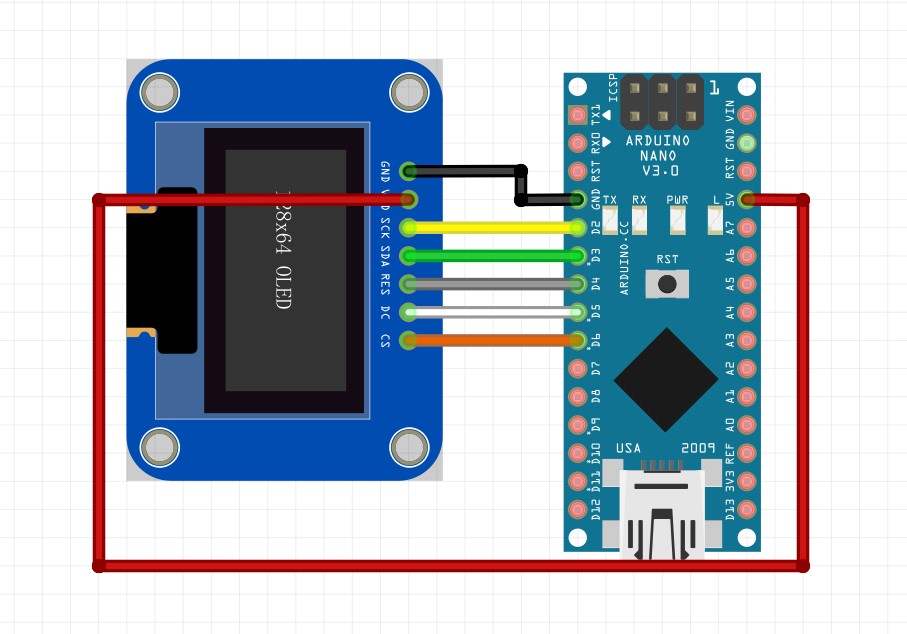 128x64 OLED
GND
SCK
SDA
RES
DC
CS
ICSP
1
ARDUINO
NANO
V3.0
TX1
RX0
RST
GND
D2
D3
D4
D5
D6
D7
D8
D9
D10
D11
D12
TX
RX
PWR
L
ARDUINO.CC
RST
USA
2009
VIN
GND
RST
5V
A7
A6
A5
A4
A3
A2
A1
A0
REF
3V3
D13